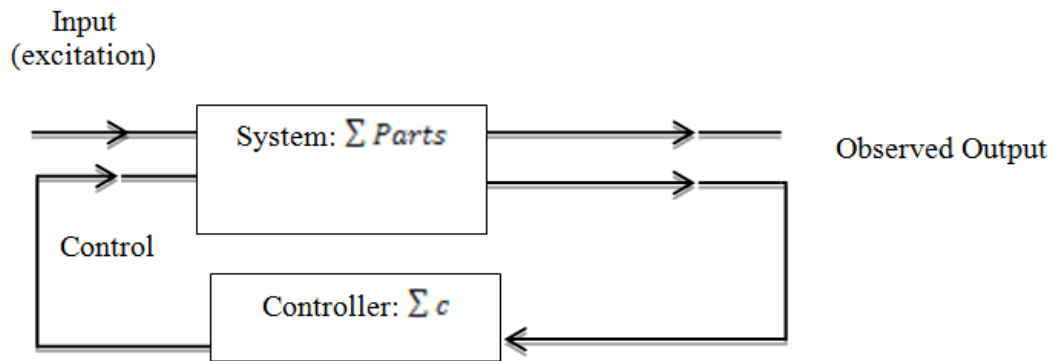 Input
(excitation)
System: ∑ Parts
Observed Output
Control
Controller: ∑ c